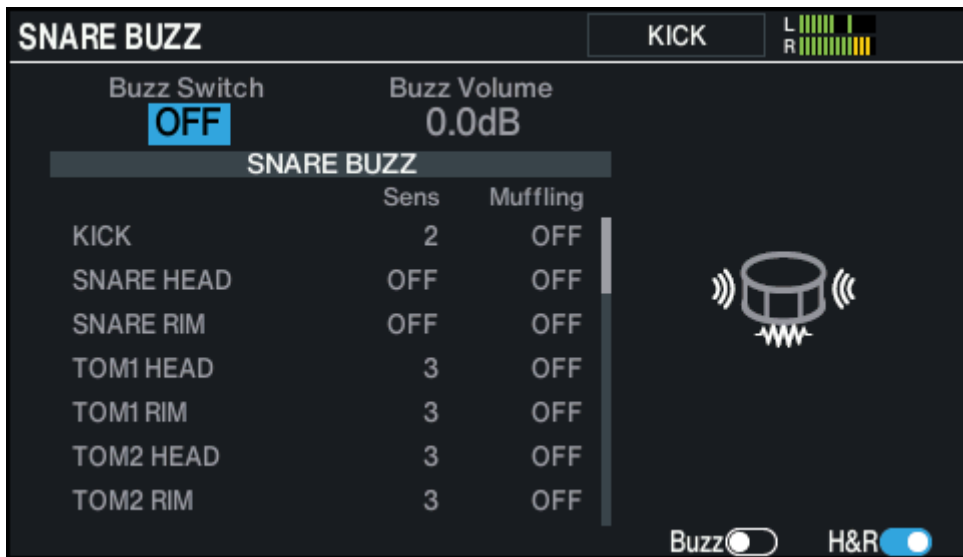 SNARE BUZZ KICK L
R
Buzz Switch Buzz Volume
OFF 0.0dB
SNARE BUZZ
Sens Muffling
KICK 2 OFF
SNARE HEAD OFF OFF
SNARE RIM OFF OFF
TOM1 HEAD 3 OFF
TOM1 RIM 3 OFF
TOM2 HEAD 3 OFF
TOM2 RIM 3 OFF
Buzz H&R